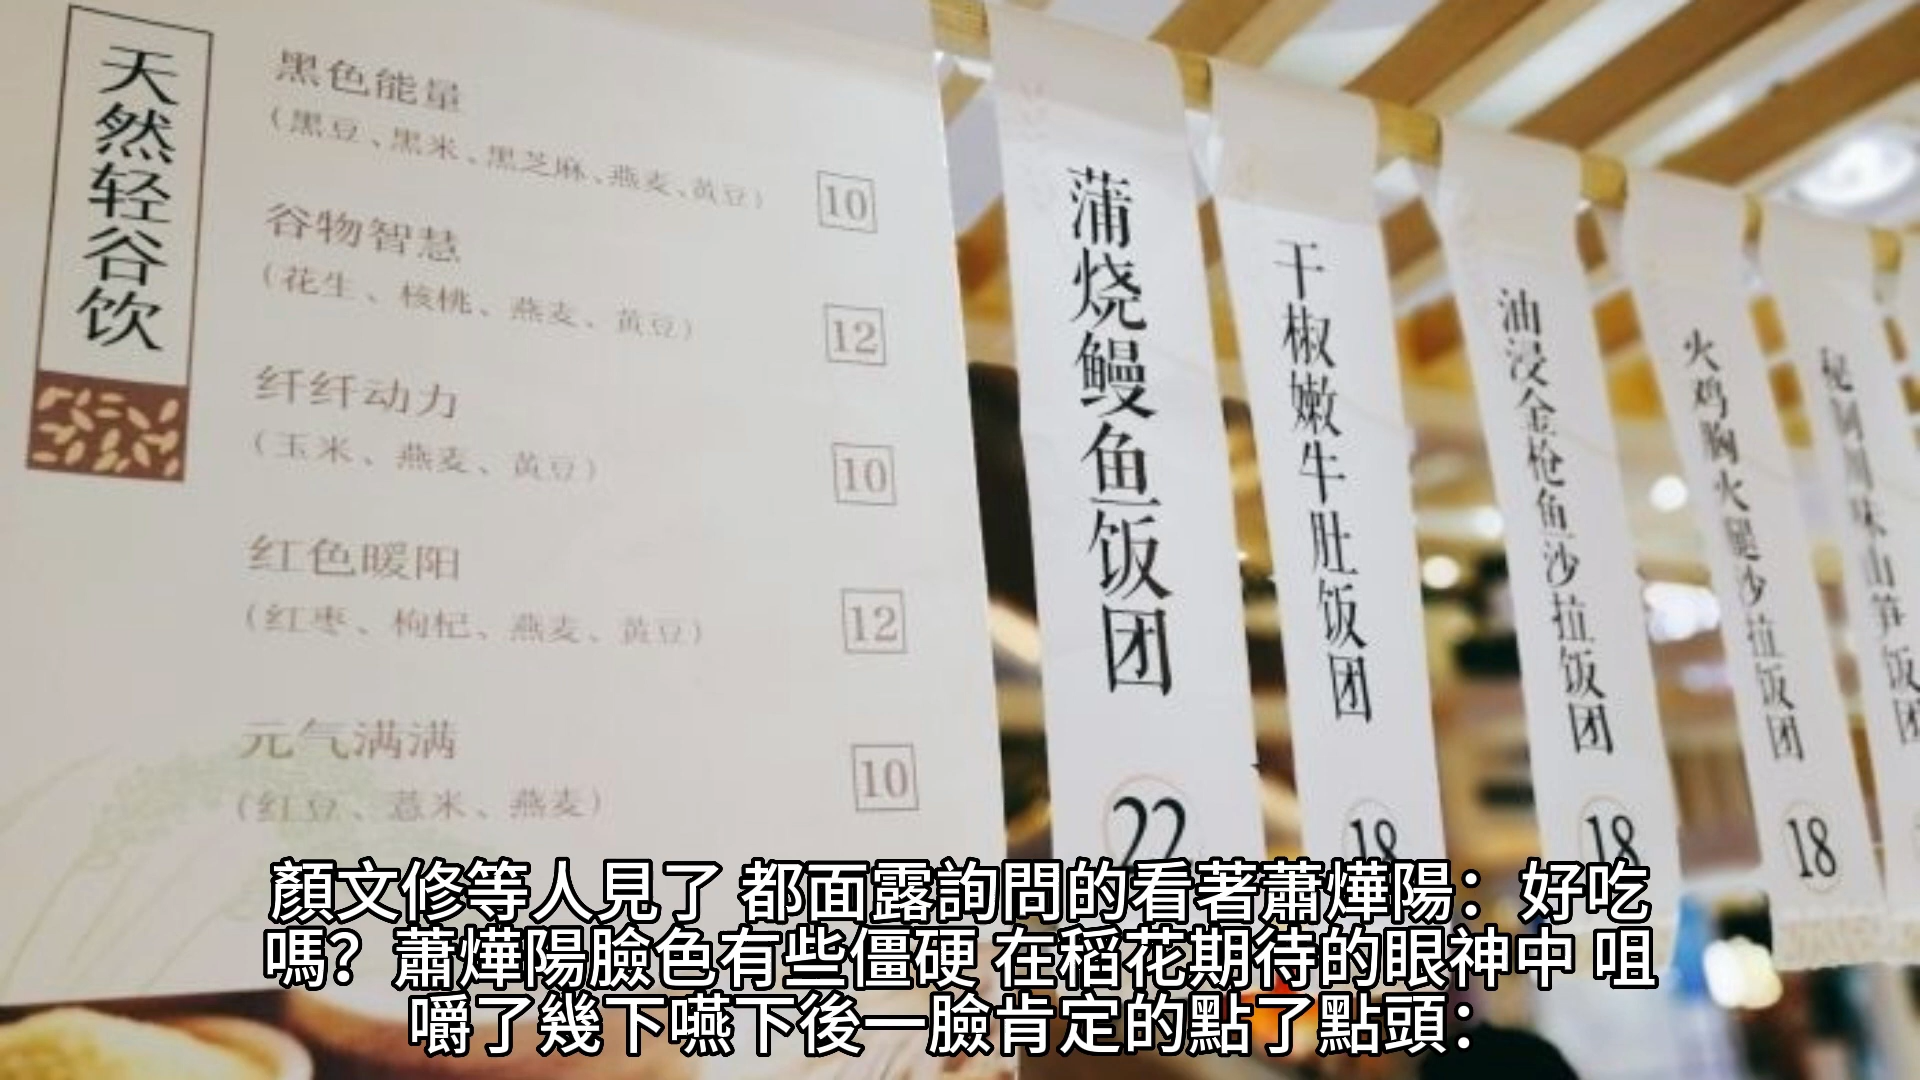 天然轻谷饮
黑色能量
(黑豆、黑米、黑芝麻、燕麦、黄豆)
10
谷物智慧
(花生、核桃、燕麦、黄豆)
12
纤纤动力
(玉米、燕麦、黄豆)
10
红色暖阳
(红枣、枸杞、燕麦、黄豆)
12
元气满满
(红豆、薏米、燕麦)
10
蒲烧鳗鱼饭团
22
干椒嫩牛肚饭团
18
油浸金枪鱼沙拉饭团
18
火鸡胸火腿沙拉饭团
18
秘制川味山笋饭团
顏文修等人見了 都面露詢問的看著蕭燁陽：好吃
嗎？蕭燁陽臉色有些僵硬 在稻花期待的眼神中 咀
嚼了幾下嚥下後一臉肯定的點了點頭：